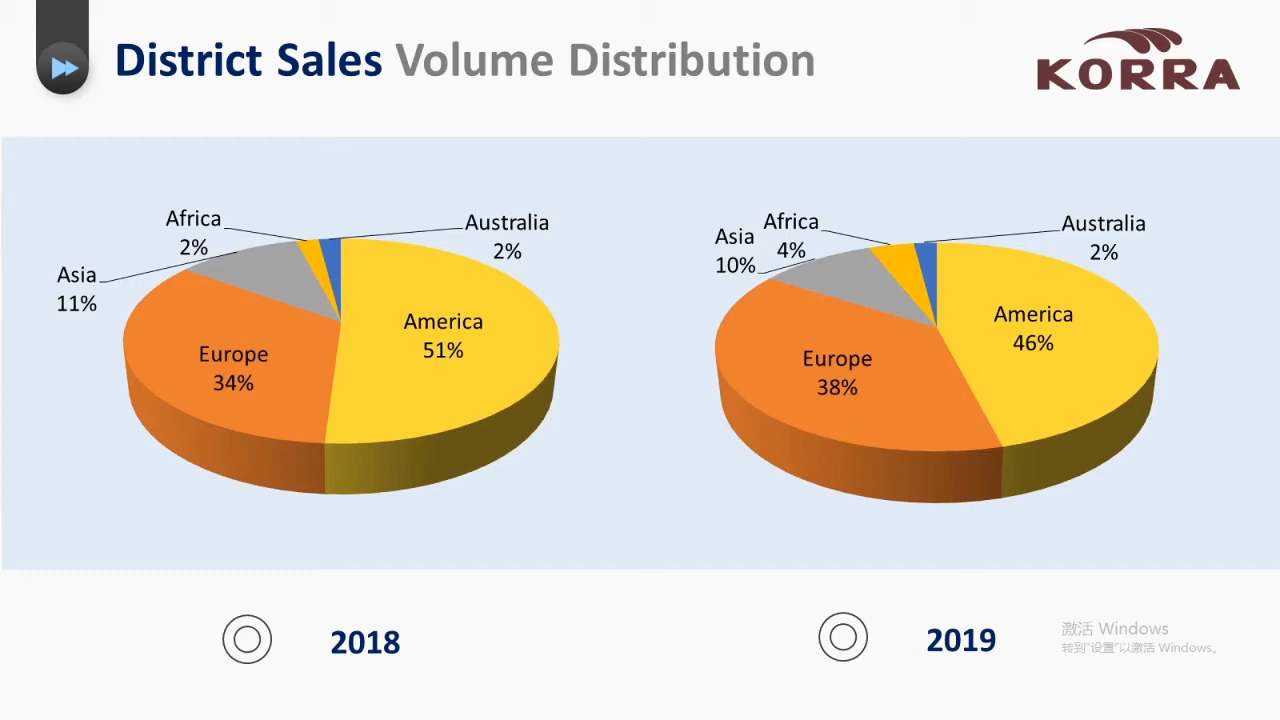 District Sales Volume Distribution
KORRA
Africa
2%
Asia
11%
Europe
34%
America
51%
Australia
2%
Asia
10%
Africa
4%
Europe
38%
America
46%
Australia
2%
2018
2019
激活 Windows
转到"设置"以激活 Windows。